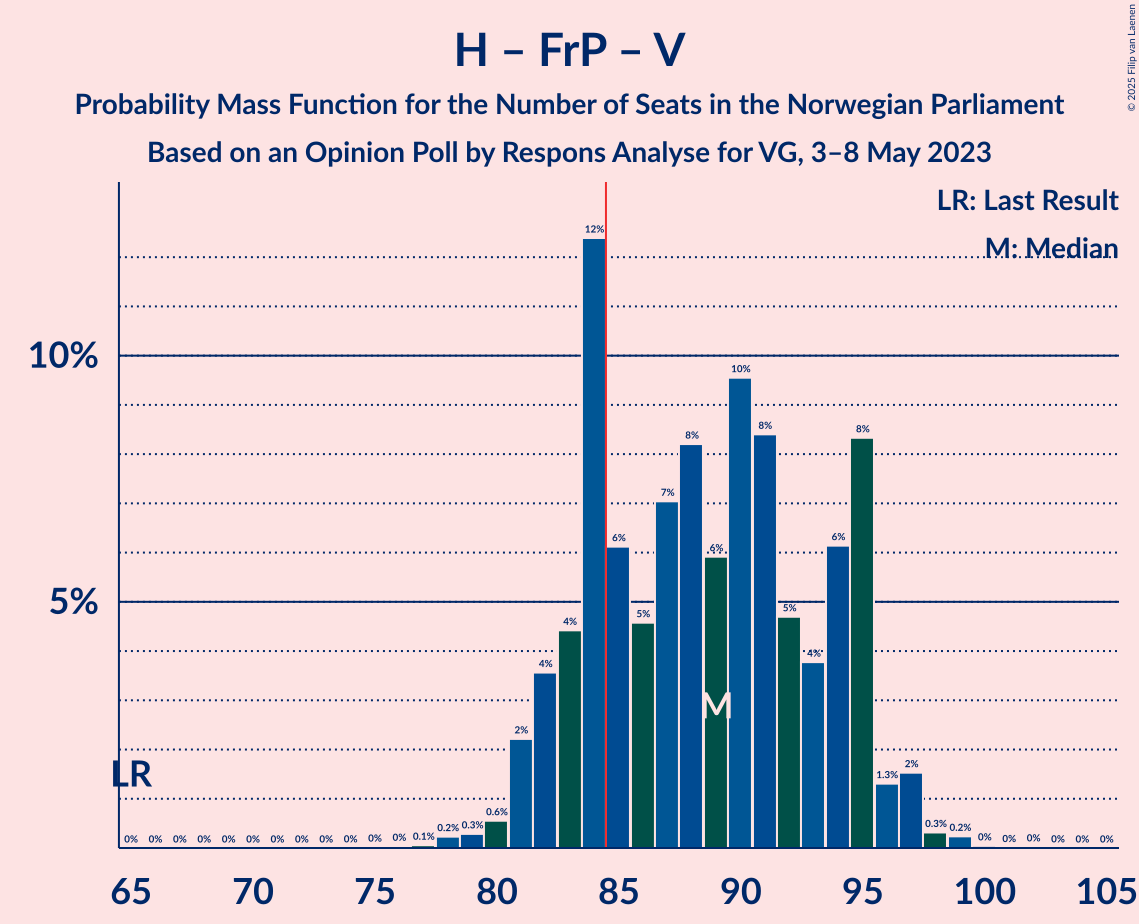 H – FrP – V
Probability Mass Function for the Number of Seats in the Norwegian Parliament
Based on an Opinion Poll by Respons Analyse for VG, 3–8 May 2023
© 2025 Filip van Laenen
LR: Last Result
M: Median
10%
5%
LR
M
0% 0% 0% 0% 0% 0% 0% 0% 0% 0% 0% 0% 0.1% 0.2% 0.3% 0.6% 2% 4% 4% 12% 6% 5% 7% 8% 6% 10% 8% 5% 4% 6% 8% 1.3% 2% 0.3% 0.2% 0% 0% 0% 0% 0% 0%
65 70 75 80 85 90 95 100 105